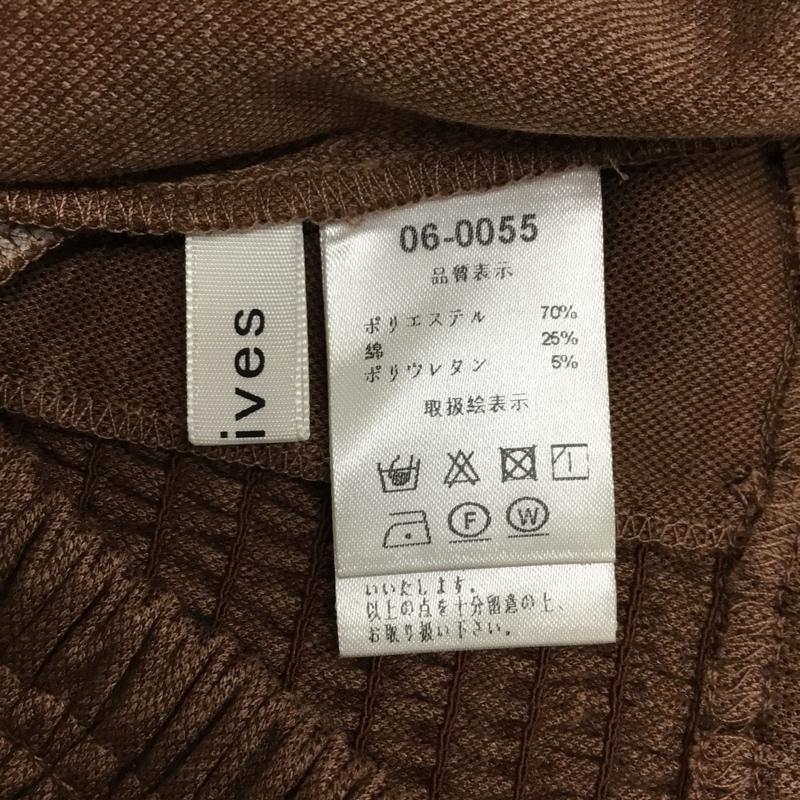 ives
06-0055
品質表示
ポリエステル 70%
綿 25%
ポリウレタン 5%
取扱絵表示
F W
いいたします。
以上の点を十分留意の上、
お取り扱い下さい。